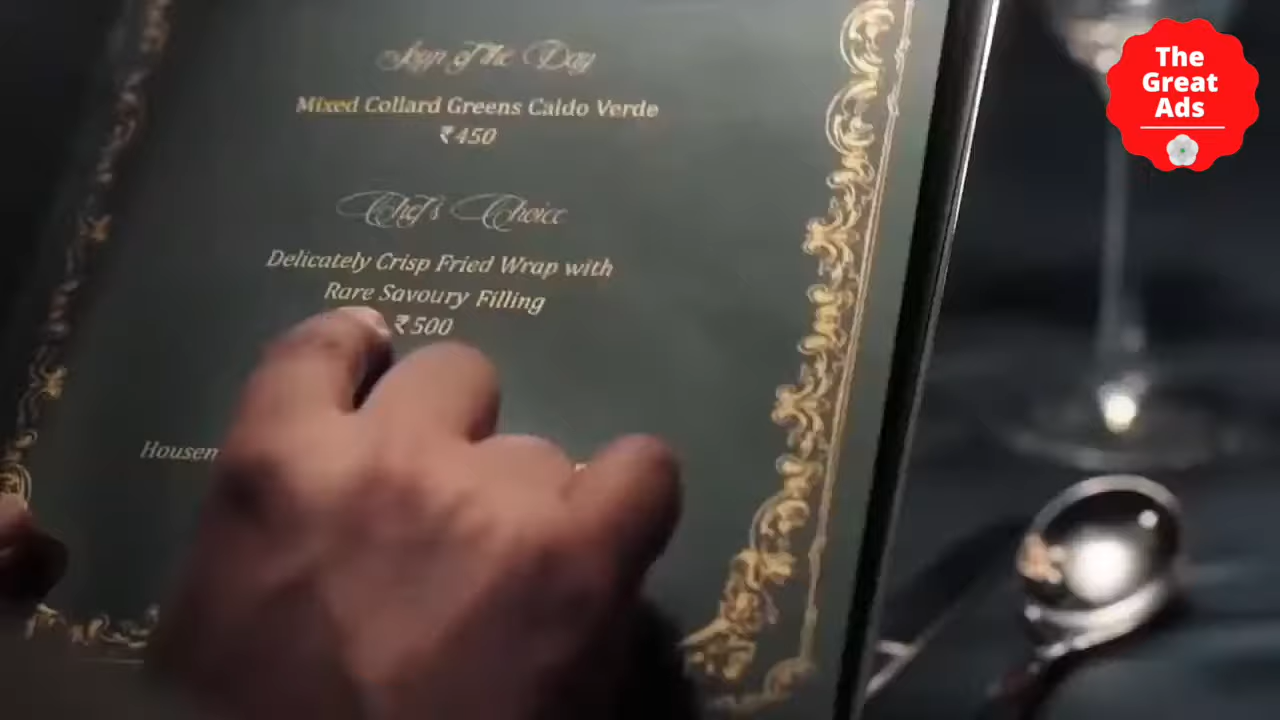 The
Great
Ads
Soup of the Day
Mixed Collard Greens Caldo Verde
₹450
Chef's Choice
Delicately Crisp Fried Wrap with
Rare Savoury Filling
₹500